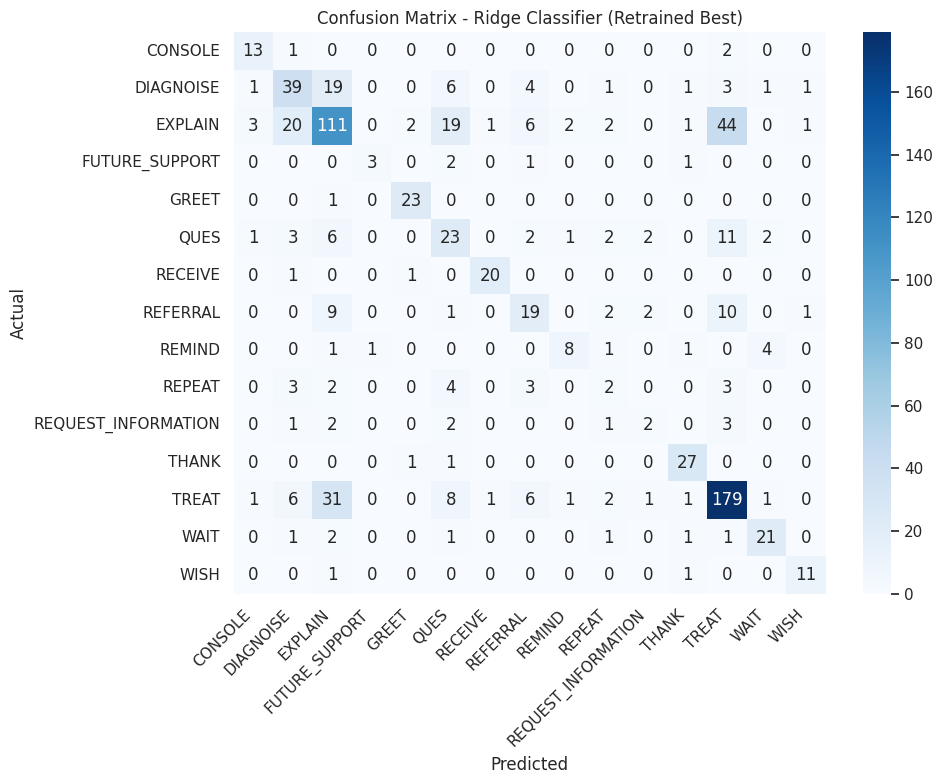 Confusion Matrix - Ridge Classifier (Retrained Best)
CONSOLE 13 1 0 0 0 0 0 0 0 0 0 0 2 0 0
DIAGNOISE 1 39 19 0 0 6 0 4 0 1 0 1 3 1 1
EXPLAIN 3 20 111 0 2 19 1 6 2 2 0 1 44 0 1
FUTURE_SUPPORT 0 0 0 3 0 2 0 1 0 0 0 1 0 0 0
GREET 0 0 1 0 23 0 0 0 0 0 0 0 0 0 0
QUES 1 3 6 0 0 23 0 2 1 2 2 0 11 2 0
RECEIVE 0 1 0 0 1 0 20 0 0 0 0 0 0 0 0
REFERRAL 0 0 9 0 0 1 0 19 0 2 2 0 10 0 1
REMIND 0 0 1 1 0 0 0 0 8 1 0 1 0 4 0
REPEAT 0 3 2 0 0 4 0 3 0 2 0 0 3 0 0
REQUEST_INFORMATION 0 1 2 0 0 2 0 0 0 1 2 0 3 0 0
THANK 0 0 0 0 1 1 0 0 0 0 0 27 0 0 0
TREAT 1 6 31 0 0 8 1 6 1 2 1 1 179 1 0
WAIT 0 1 2 0 0 1 0 0 0 1 0 1 1 21 0
WISH 0 0 1 0 0 0 0 0 0 0 0 1 0 0 11
Actual
CONSOLE
DIAGNOISE
EXPLAIN
FUTURE_SUPPORT
GREET
QUES
RECEIVE
REFERRAL
REMIND
REPEAT
REQUEST_INFORMATION
THANK
TREAT
WAIT
WISH
Predicted
160
140
120
100
80
60
40
20
0